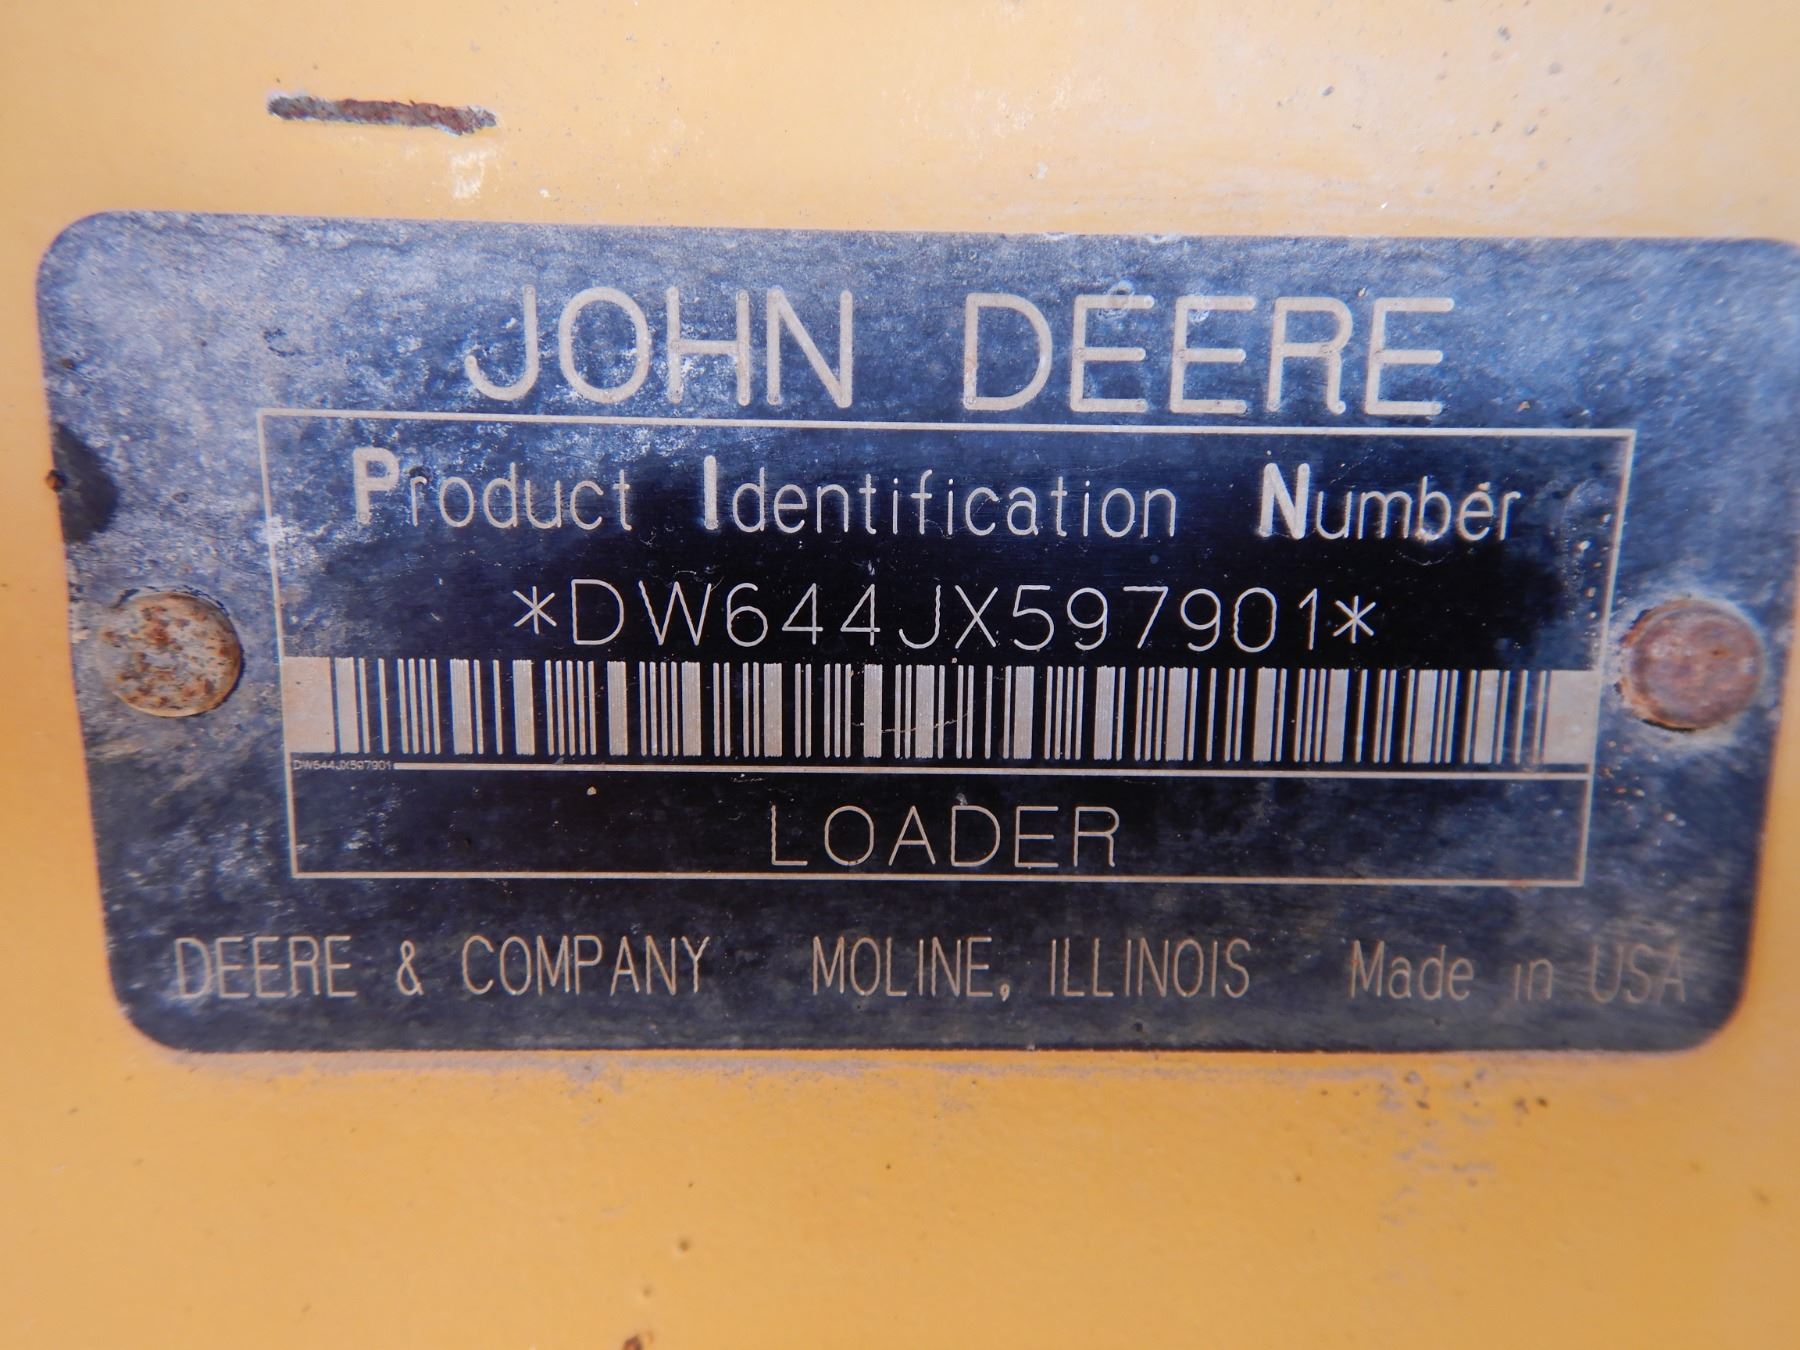 JOHN DEERE
Product Identification Number
*DW644JX597901*
DW644JX597901
LOADER
DEERE & COMPANY MOLINE, ILLINOIS Made in USA